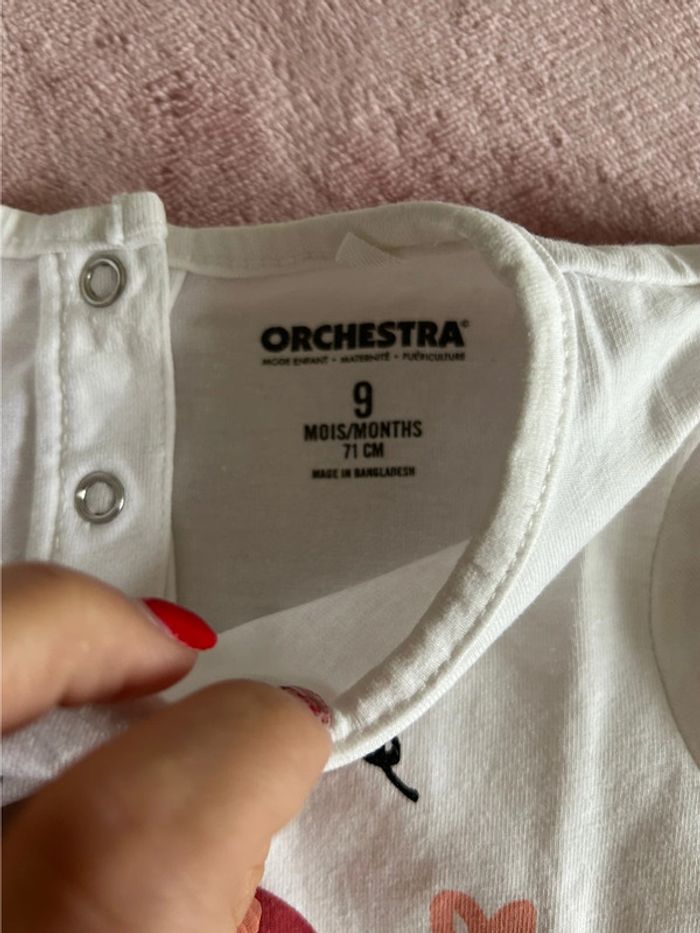 ORCHESTRA©
MODE ENFANT • MATERNITÉ • PUÉRICULTURE
9
MOIS/MONTHS
71 CM
MADE IN BANGLADESH